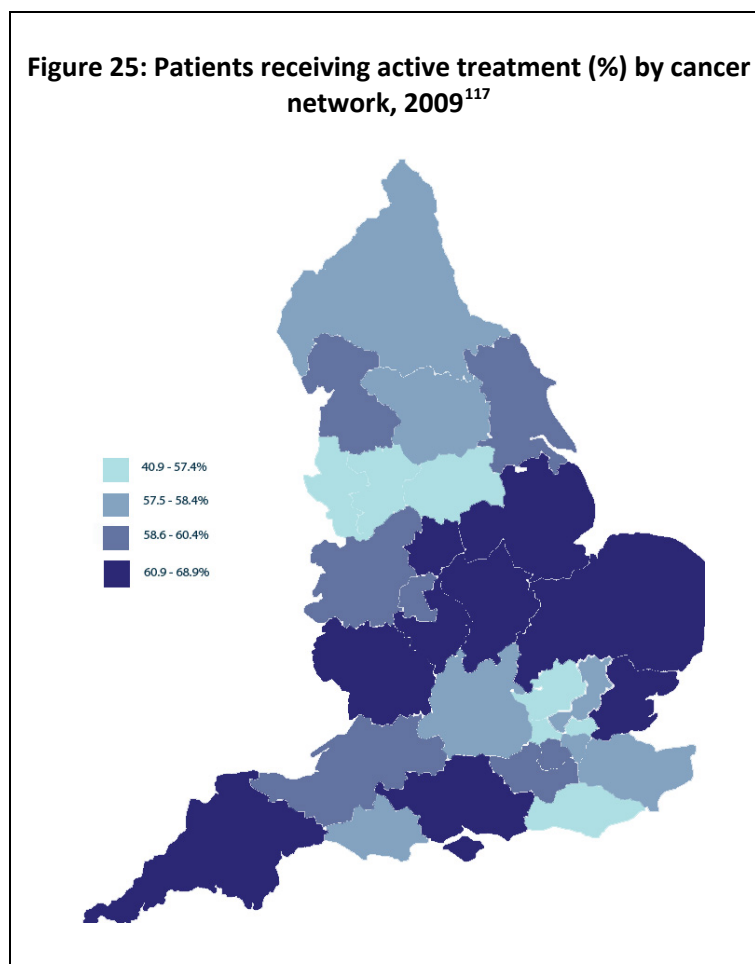 Figure 25: Patients receiving active treatment (%) by cancer
network, 2009¹¹⁷
40.9 - 57.4%
57.5 - 58.4%
58.6 - 60.4%
60.9 - 68.9%